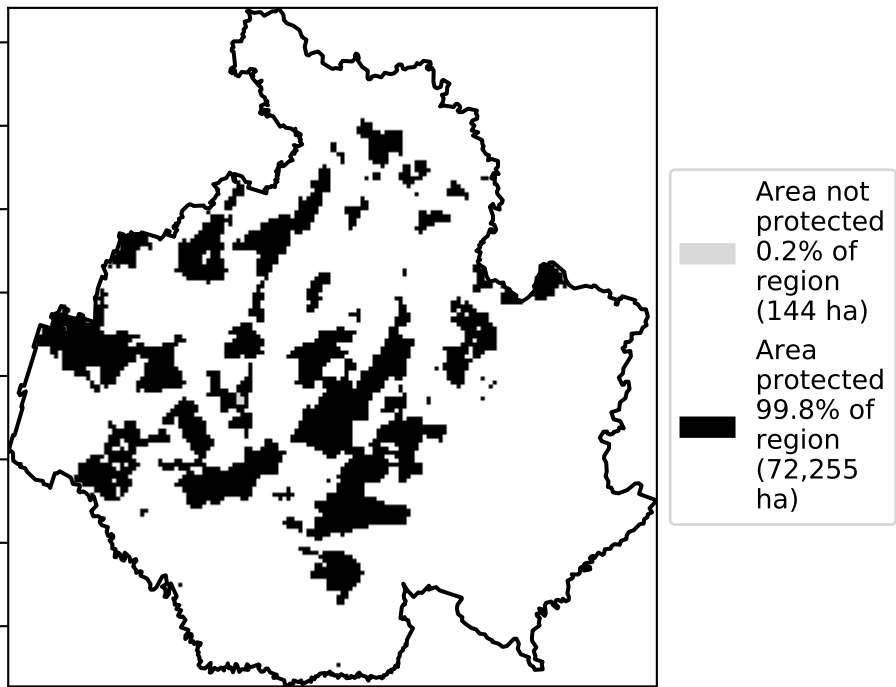 Area not
protected
0.2% of
region
(144 ha)
Area
protected
99.8% of
region
(72,255
ha)